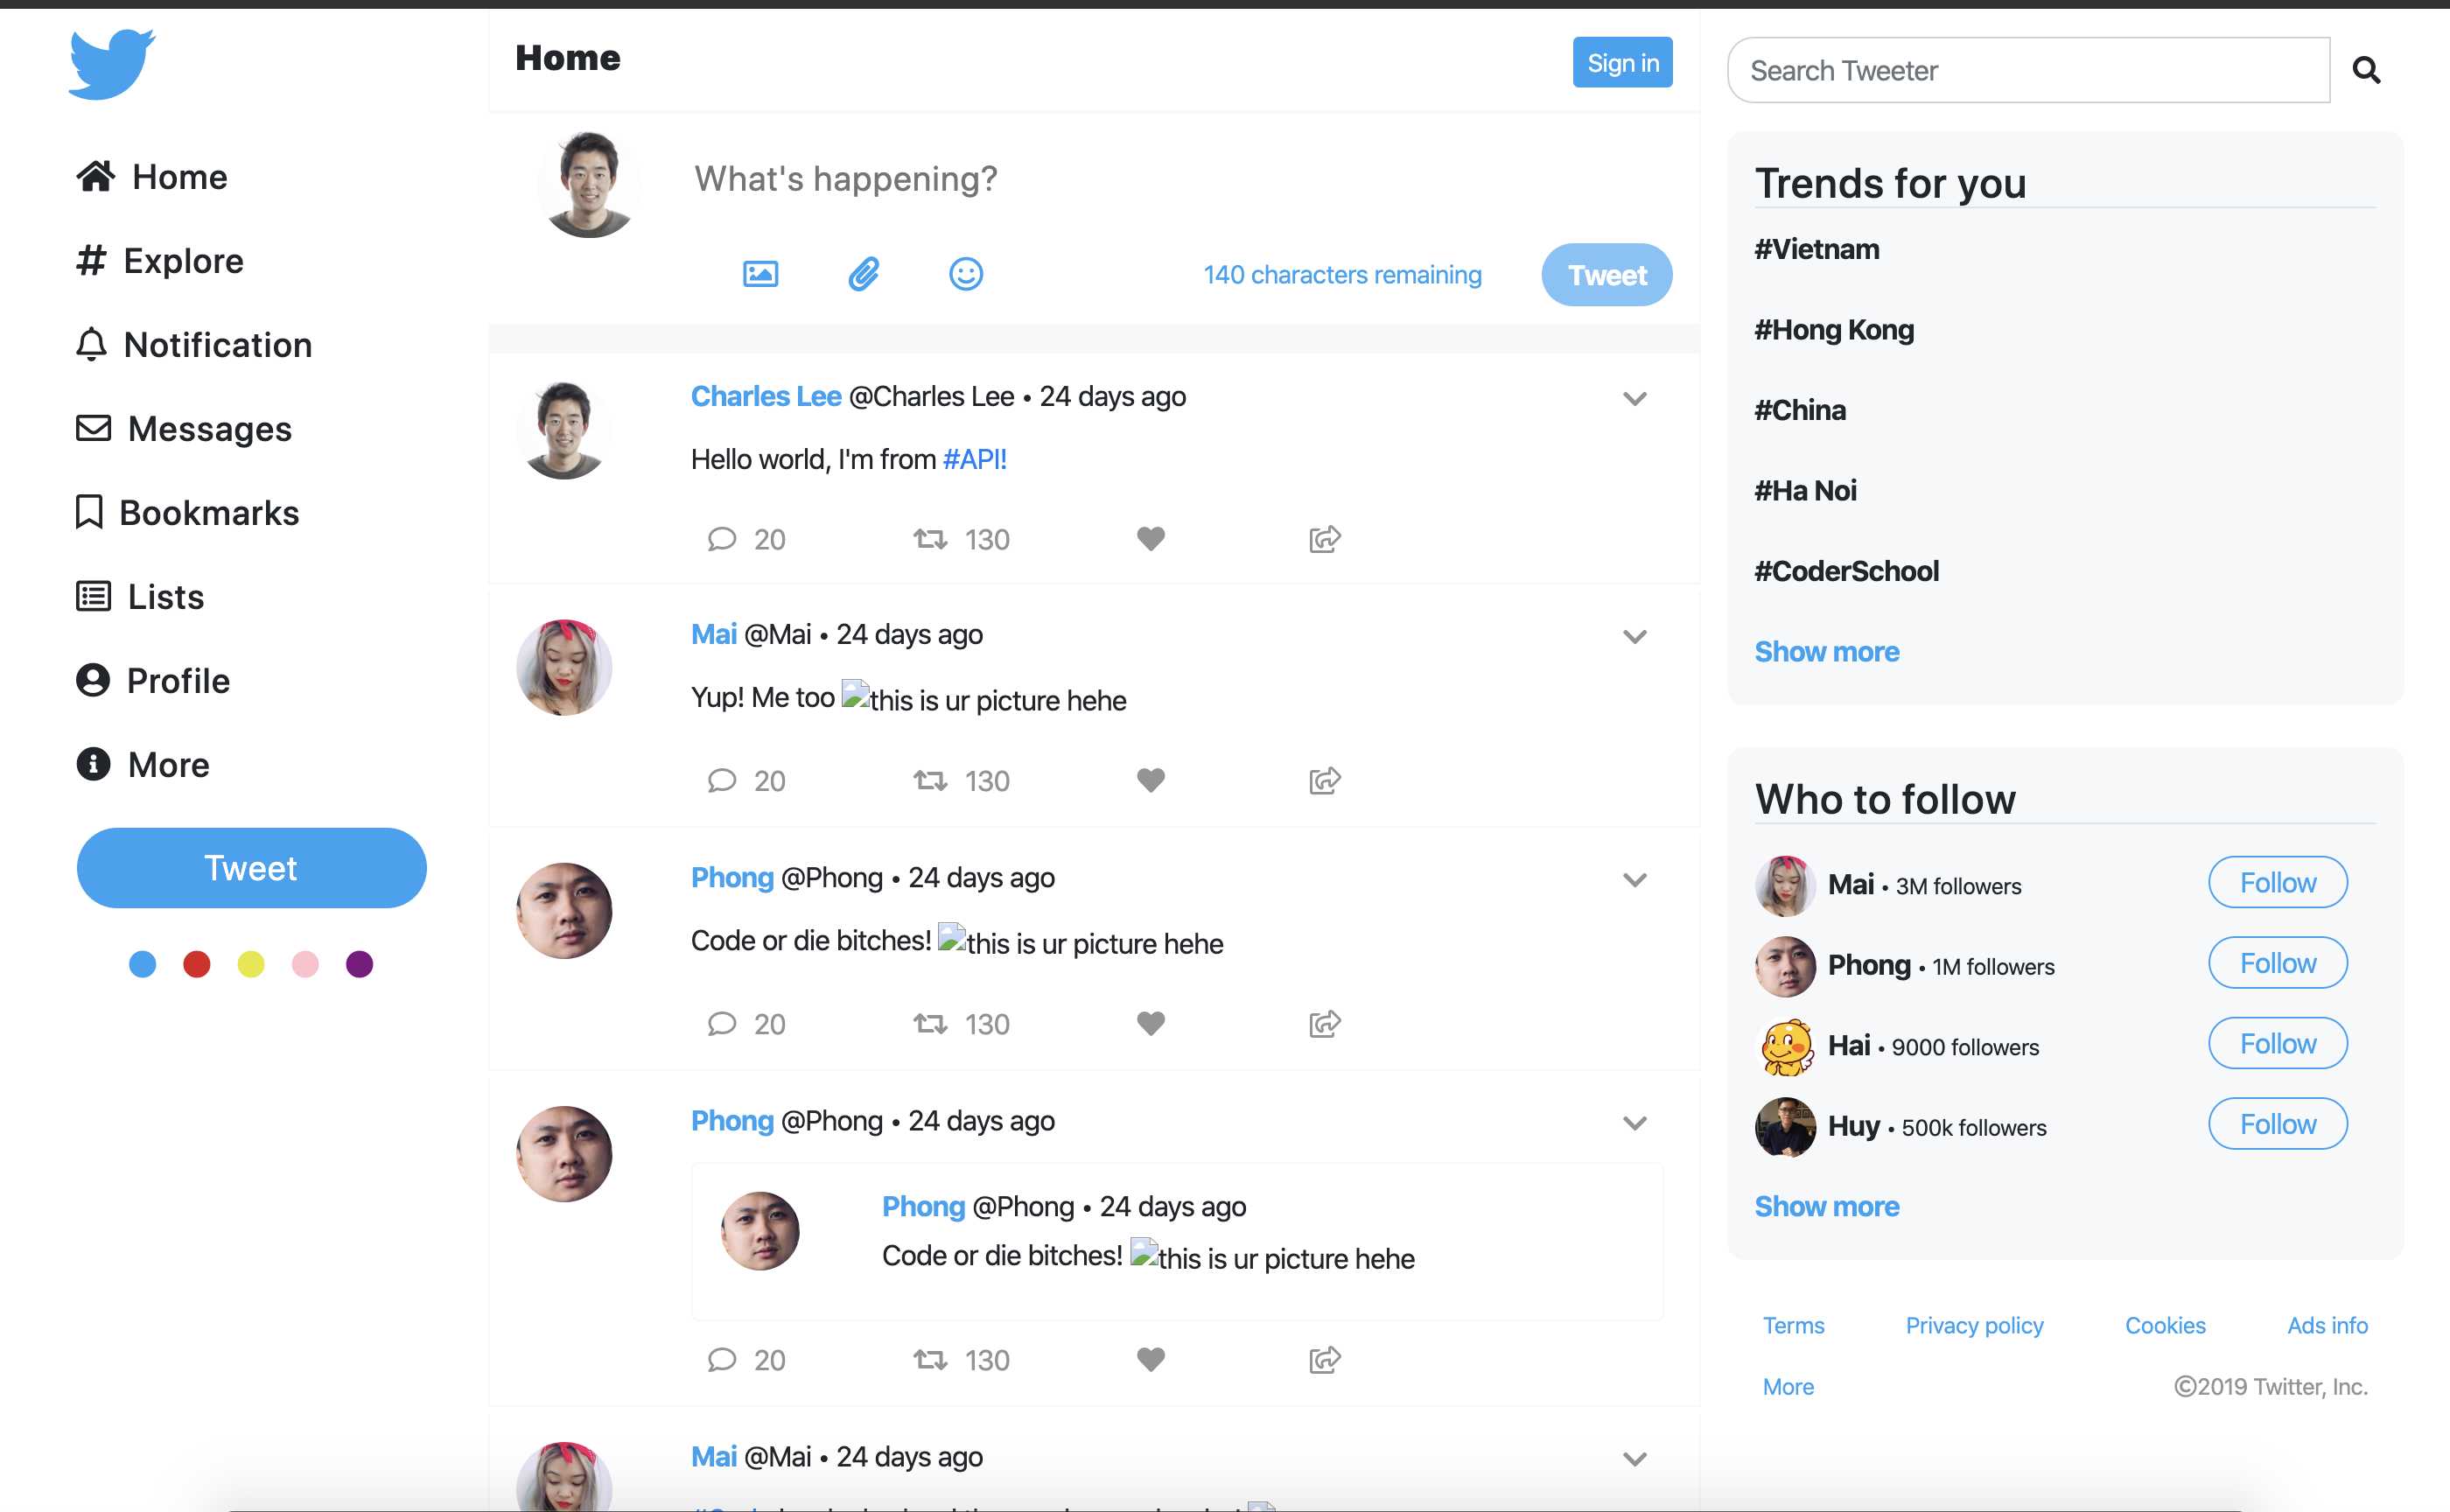 Home
Explore
Notification
Messages
Bookmarks
Lists
Profile
More
Tweet
Home
Sign in
What's happening?
140 characters remaining
Tweet
Charles Lee @Charles Lee • 24 days ago
Hello world, I'm from #API!
20 130
Mai @Mai • 24 days ago
Yup! Me too this is ur picture hehe
20 130
Phong @Phong • 24 days ago
Code or die bitches! this is ur picture hehe
20 130
Phong @Phong • 24 days ago
Phong @Phong • 24 days ago
Code or die bitches! this is ur picture hehe
20 130
Mai @Mai • 24 days ago
Search Tweeter
Trends for you
#Vietnam
#Hong Kong
#China
#Ha Noi
#CoderSchool
Show more
Who to follow
Mai • 3M followers Follow
Phong • 1M followers Follow
Hai • 9000 followers Follow
Huy • 500k followers Follow
Show more
Terms Privacy policy Cookies Ads info
More ©2019 Twitter, Inc.